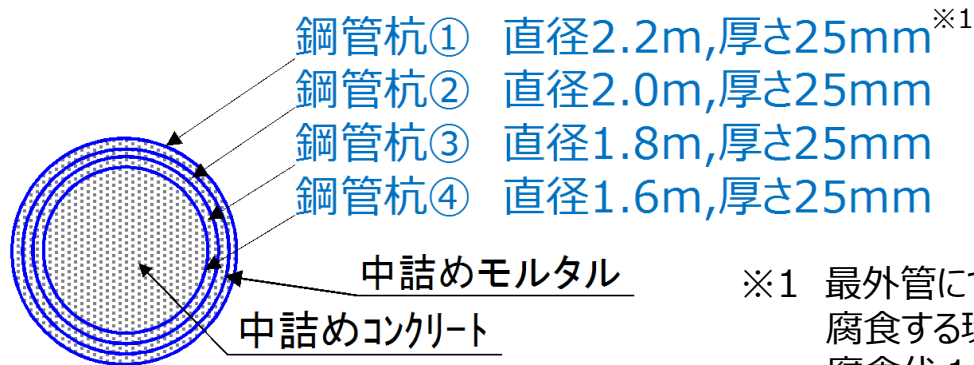 鋼管杭① 直径2.2m,厚さ25mm※1
鋼管杭② 直径2.0m,厚さ25mm
鋼管杭③ 直径1.8m,厚さ25mm
鋼管杭④ 直径1.6m,厚さ25mm
中詰めモルタル
中詰めコンクリート
※1 最外管に
腐食する
腐食代